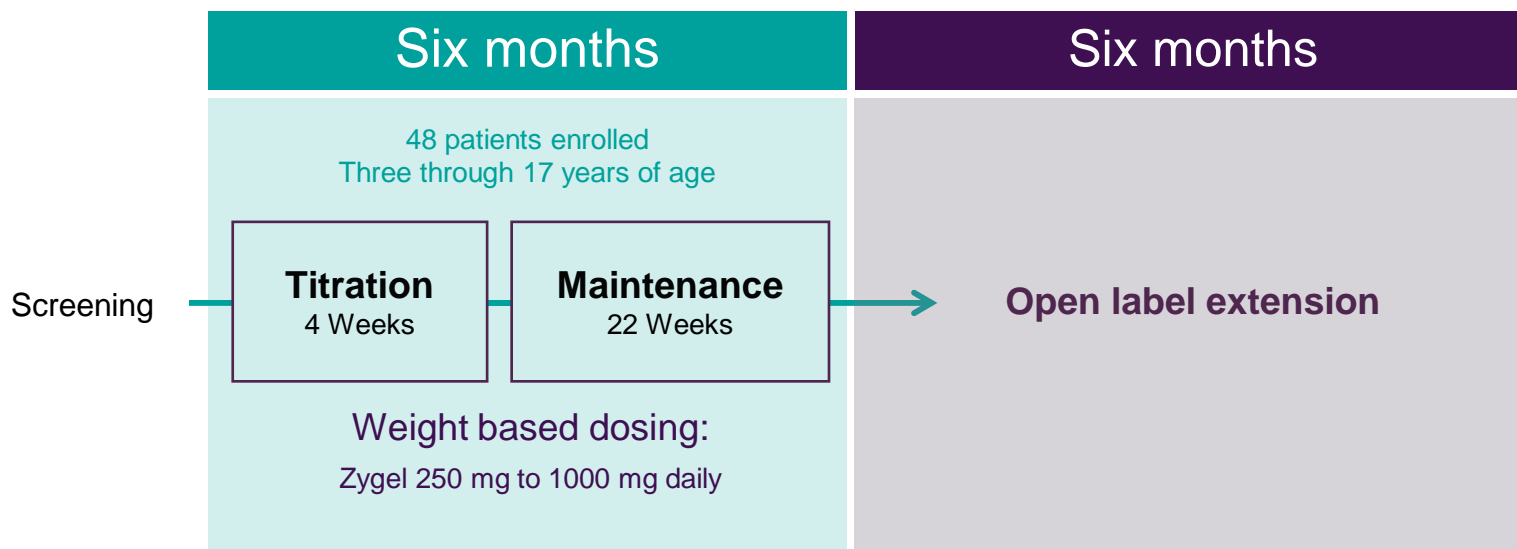 Six months
Six months
48 patients enrolled
Three through 17 years of age
Screening
Titration
4 Weeks
Maintenance
22 Weeks
Open label extension
Weight based dosing:
Zygel 250 mg to 1000 mg daily